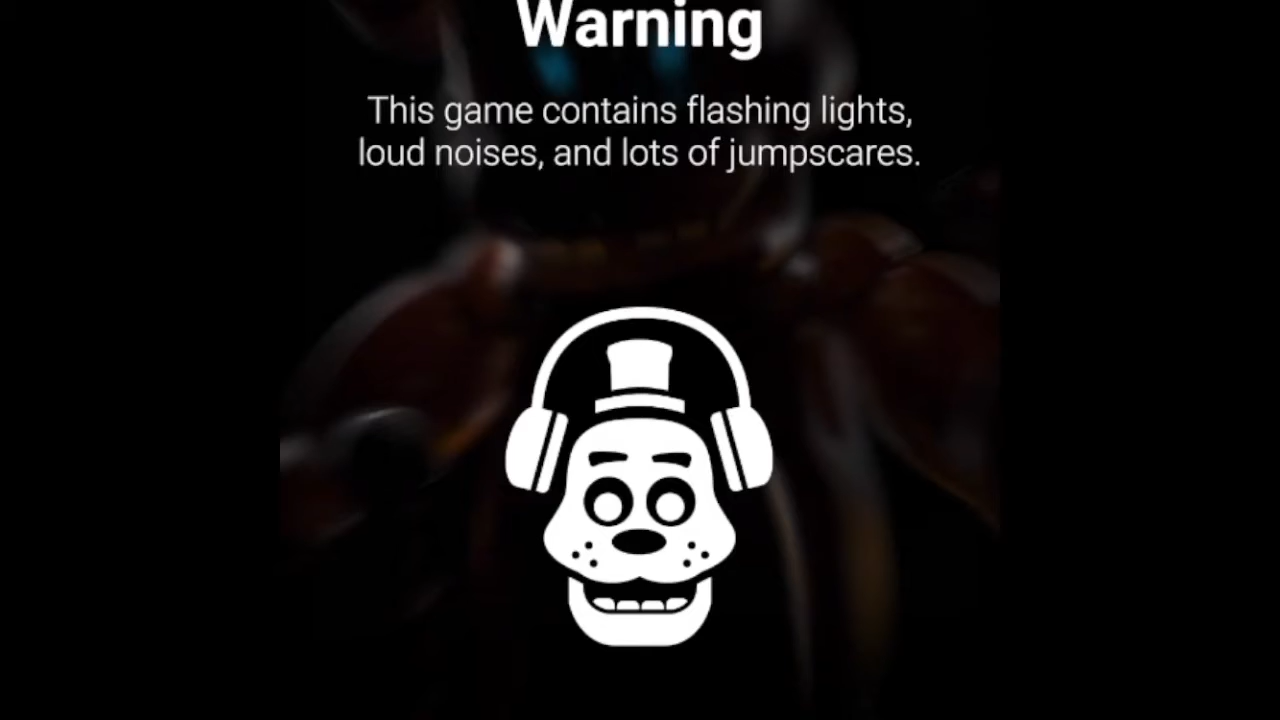 Warning
This game contains flashing lights,
loud noises, and lots of jumpscares.